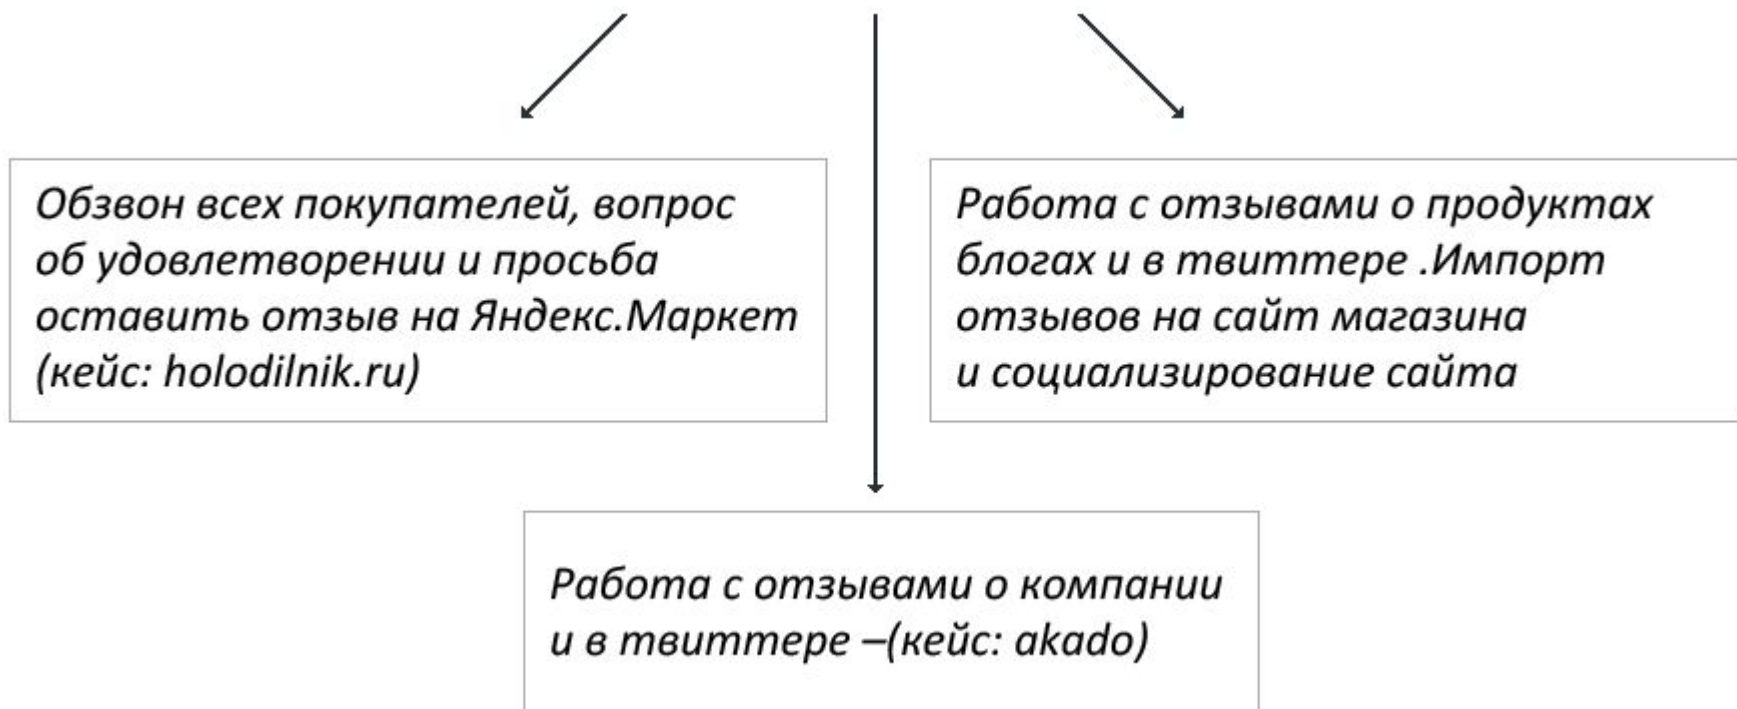 Обзвон всех покупателей, вопрос
об удовлетворении и просьба
оставить отзыв на Яндекс.Маркет
(кейс: holodilnik.ru)
Работа с отзывами о продуктах
блогах и в твиттере .Импорт
отзывов на сайт магазина
и социализирование сайта
Работа с отзывами о компании
и в твиттере –(кейс: akado)